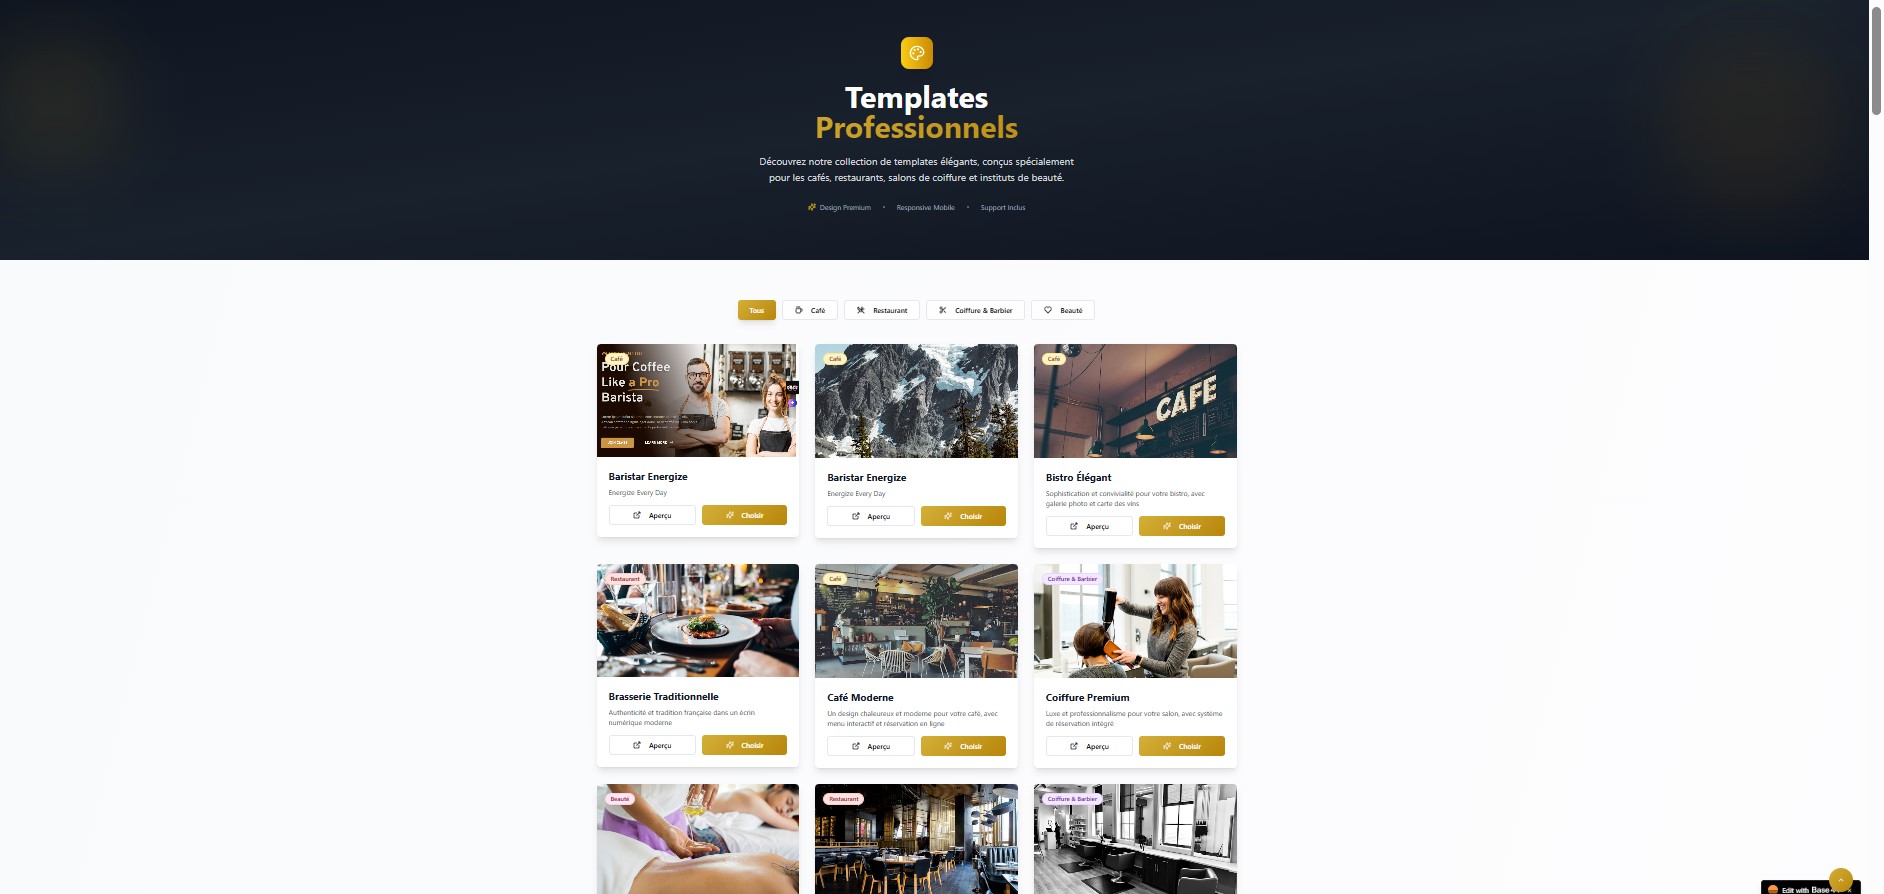 Templates
Professionnels
Découvrez notre collection de templates élégants, conçus spécialement
pour les cafés, restaurants, salons de coiffure et instituts de beauté.
Design Premium • Responsive Mobile • Support Inclus
Tous
Café
Restaurant
Coiffure & Barbier
Beauté
Café
Pour Coffee
Like a Pro
Barista
LEARN MORE
Baristar Energize
Energize Every Day
Aperçu
Choisir
Café
Baristar Energize
Energize Every Day
Aperçu
Choisir
Café
CAFE
Bistro Élégant
Sophistication et convivialité pour votre bistro, avec
galerie photo et carte des vins
Aperçu
Choisir
Restaurant
Brasserie Traditionnelle
Authenticité et tradition française dans un écrin
numérique moderne
Aperçu
Choisir
Café
Café Moderne
Un design chaleureux et moderne pour votre café, avec
menu interactif et réservation en ligne
Aperçu
Choisir
Coiffure & Barbier
Coiffure Premium
Luxe et professionnalisme pour votre salon, avec système
de réservation intégré
Aperçu
Choisir
Beauté
Restaurant
Coiffure & Barbier
Edit with Base